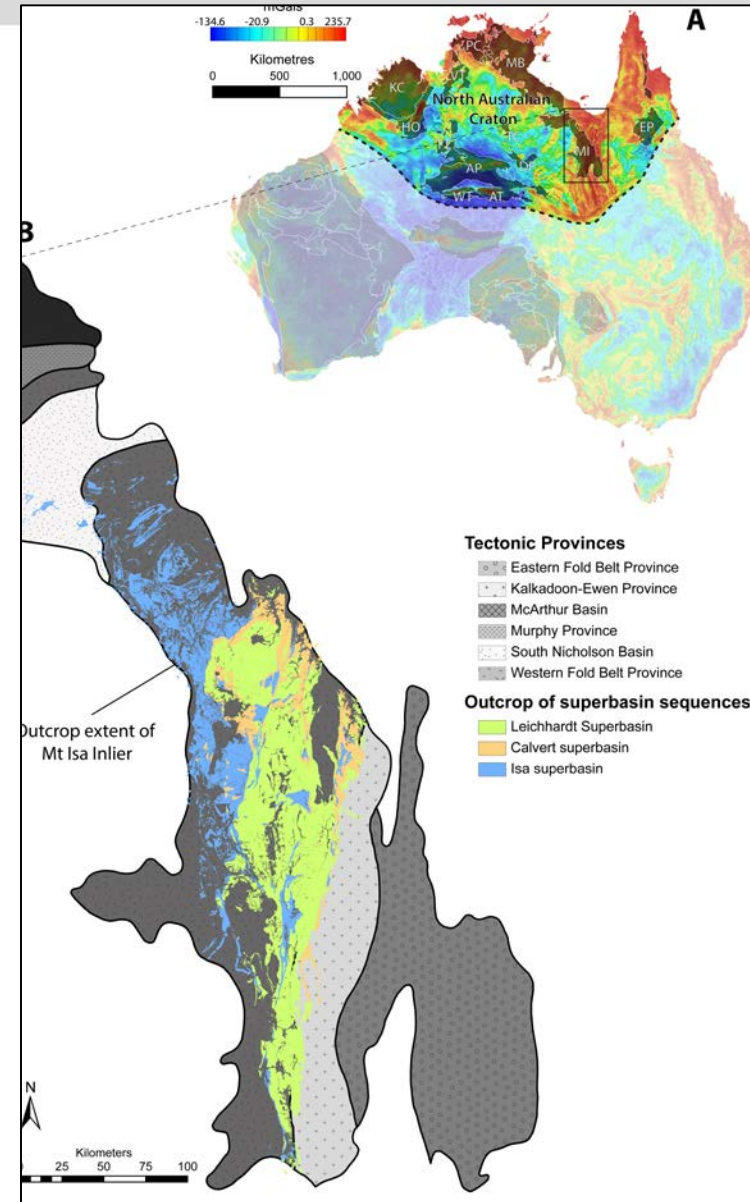 mGals
-134.6 -20.9 0.3 235.7
Kilometres
0 500 1,000
A
PC
MB
KC
North Australian
Craton
HO
EP
MI
AP
WT AT
B
Tectonic Provinces
Eastern Fold Belt Province
Kalkadoon-Ewen Province
McArthur Basin
Murphy Province
South Nicholson Basin
Western Fold Belt Province
Outcrop of superbasin sequences
Leichhardt Superbasin
Calvert superbasin
Isa superbasin
Outcrop extent of
Mt Isa Inlier
N
Kilometers
25 50 75 100